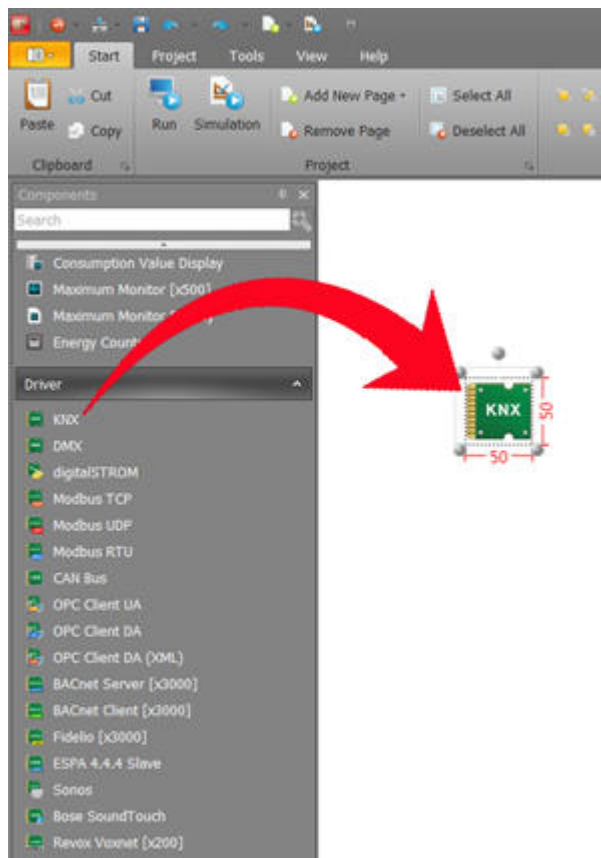 Start Project Tools View Help
Paste
Cut
Copy
Run
Simulation
Add New Page
Remove Page
Select All
Deselect All
Clipboard
Project
Components
Search
Consumption Value Display
Maximum Monitor [x500]
Maximum Monitor
Energy Count
Driver
KNX
DMX
digitalSTROM
Modbus TCP
Modbus UDP
Modbus RTU
CAN Bus
OPC Client UA
OPC Client DA
OPC Client DA (XML)
BACnet Server [x3000]
BACnet Client [x3000]
Fidelio [x3000]
ESPA 4.4.4 Slave
Sonos
Bose SoundTouch
Revox Voxnet [x200]
KNX
50
50